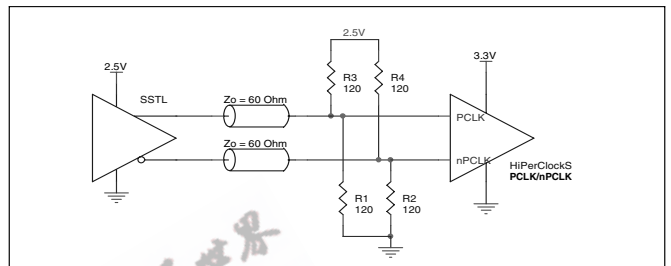 2.5V
3.3V
2.5V
SSTL
R3
120
R4
120
Zo = 60 Ohm
PCLK
Zo = 60 Ohm
nPCLK
HiPerClockS
PCLK/nPCLK
R1
120
R2
120